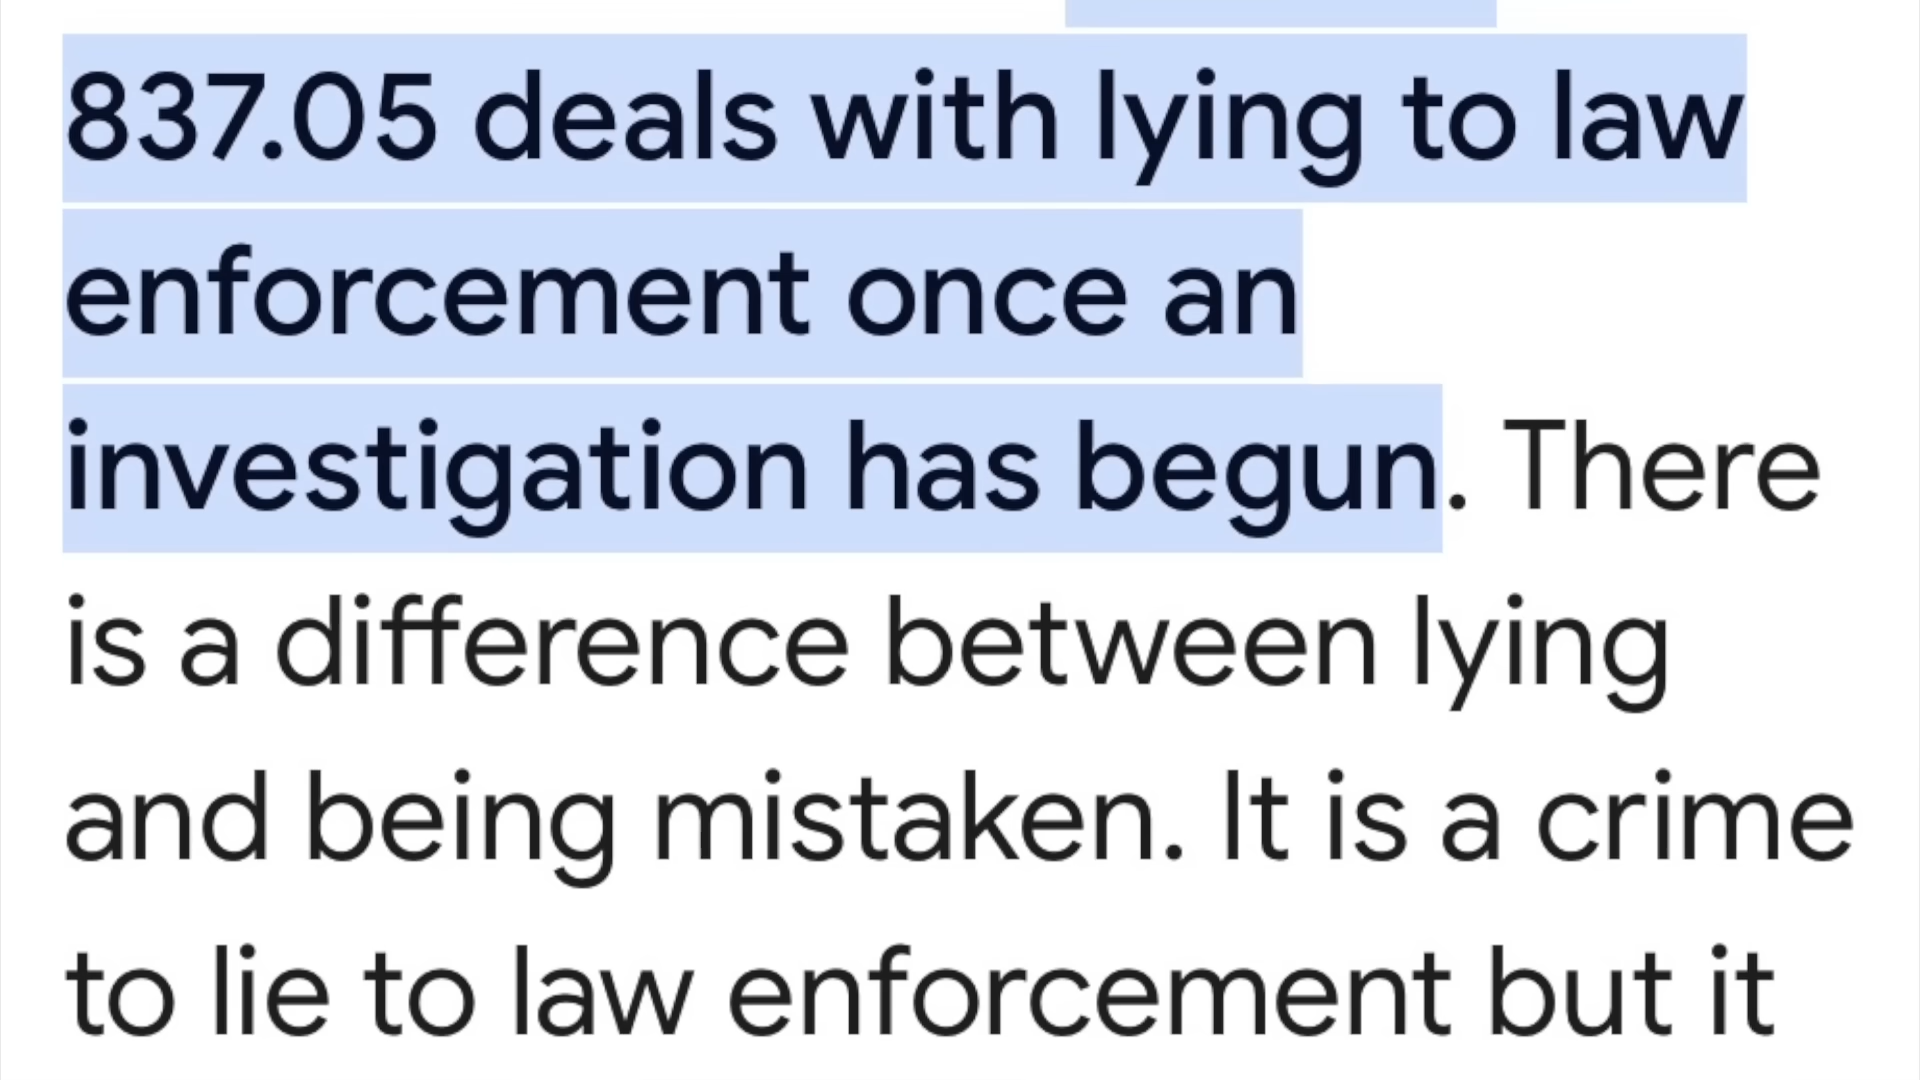 837.05 deals with lying to law
enforcement once an
investigation has begun. There
is a difference between lying
and being mistaken. It is a crime
to lie to law enforcement but it